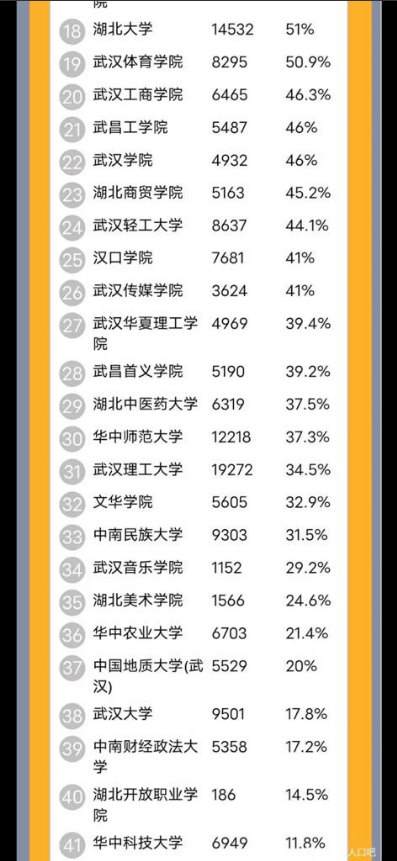 院
18 湖北大学 14532 51%
19 武汉体育学院 8295 50.9%
20 武汉工商学院 6465 46.3%
21 武昌工学院 5487 46%
22 武汉学院 4932 46%
23 湖北商贸学院 5163 45.2%
24 武汉轻工大学 8637 44.1%
25 汉口学院 7681 41%
26 武汉传媒学院 3624 41%
27 武汉华夏理工学 4969 39.4%
院
28 武昌首义学院 5190 39.2%
29 湖北中医药大学 6319 37.5%
30 华中师范大学 12218 37.3%
31 武汉理工大学 19272 34.5%
32 文华学院 5605 32.9%
33 中南民族大学 9303 31.5%
34 武汉音乐学院 1152 29.2%
35 湖北美术学院 1566 24.6%
36 华中农业大学 6703 21.4%
37 中国地质大学(武 5529 20%
汉)
38 武汉大学 9501 17.8%
39 中南财经政法大 5358 17.2%
学
40 湖北开放职业学 186 14.5%
院
41 华中科技大学 6949 11.8%
人口吧